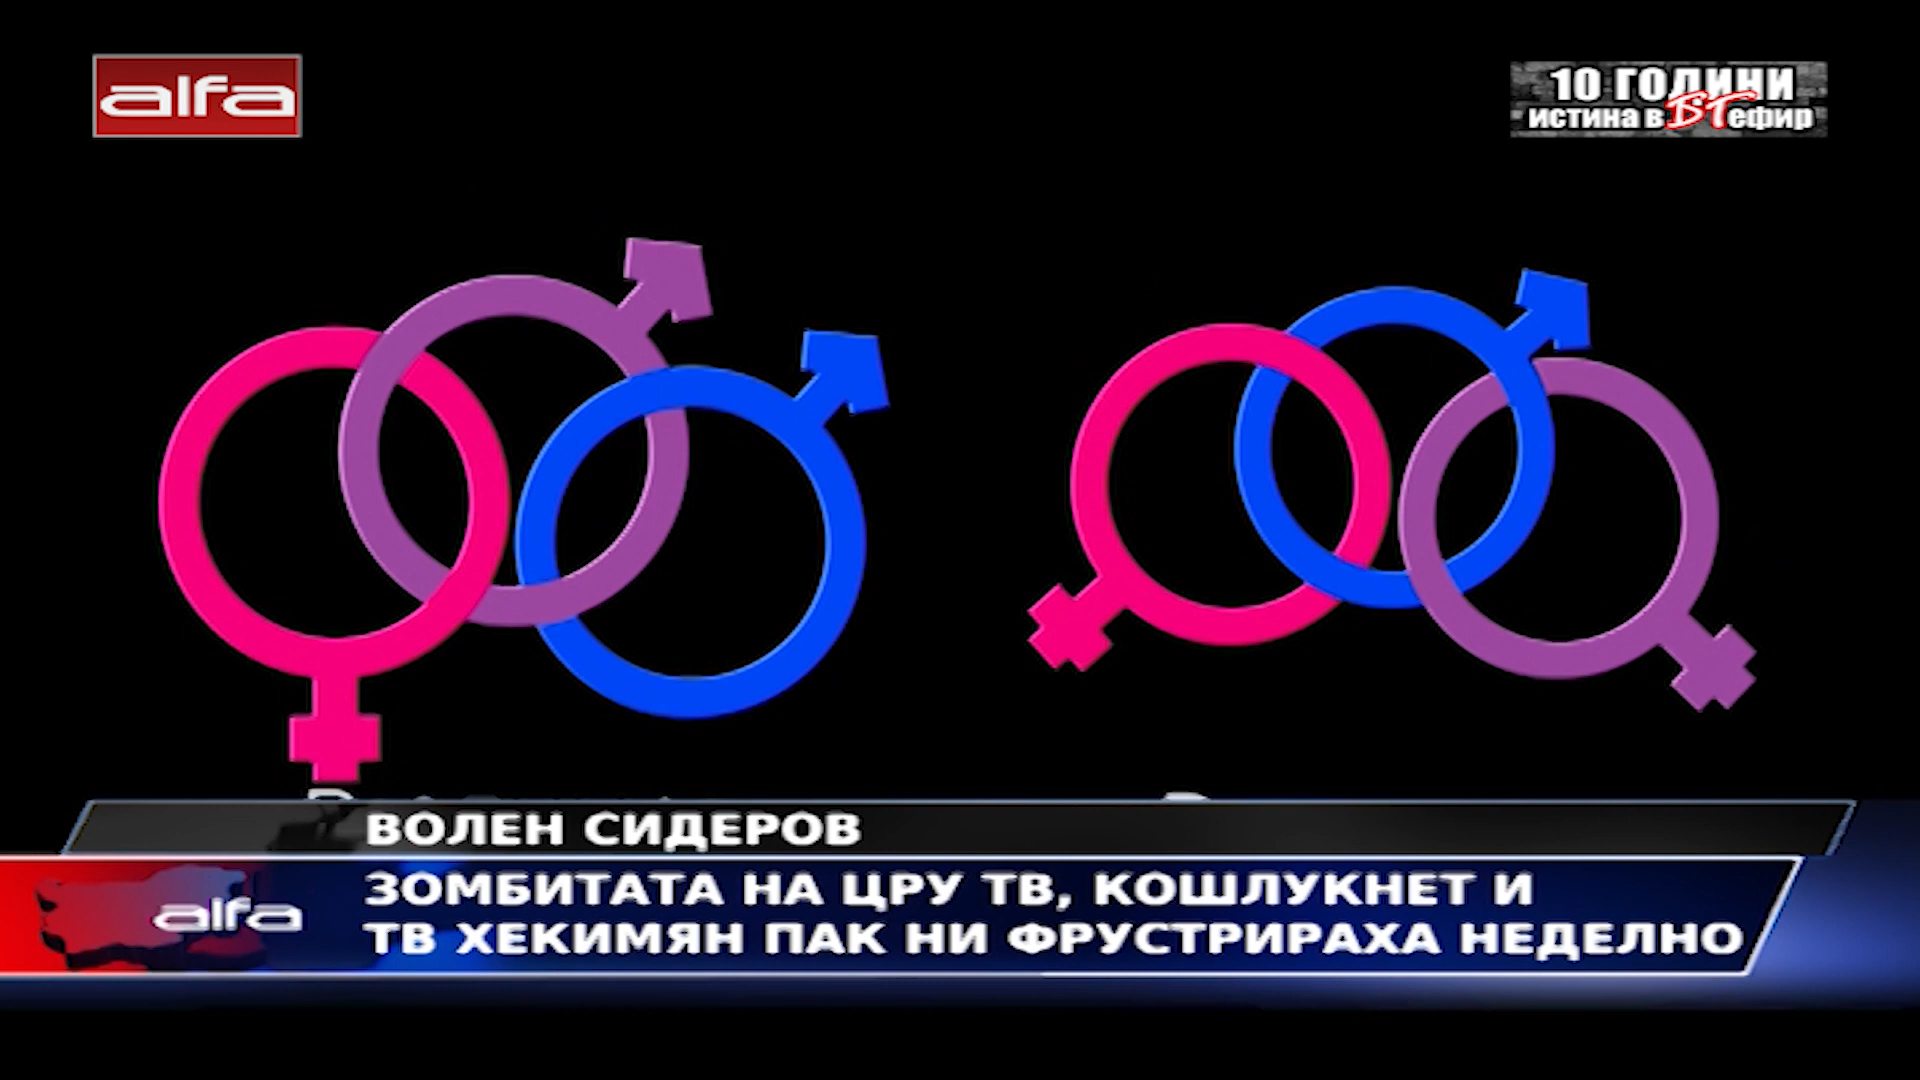 alfa
10 ГОДИНИ
истина в ВТ ефир
ВОЛЕН СИДЕРОВ
alfa
ЗОМБИТАТА НА ЦРУ ТВ, КОШЛУКНЕТ И
ТВ ХЕКИМЯН ПАК НИ ФРУСТРИРАХА НЕДЕЛНО